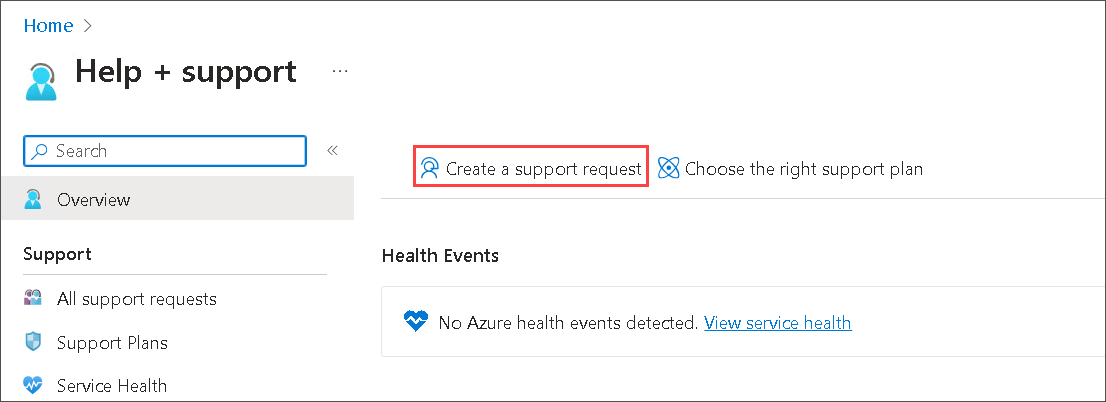 Home >
Help + support ...
Search «
Create a support request Choose the right support plan
Overview
Support
Health Events
All support requests
No Azure health events detected. View service health
Support Plans
Service Health